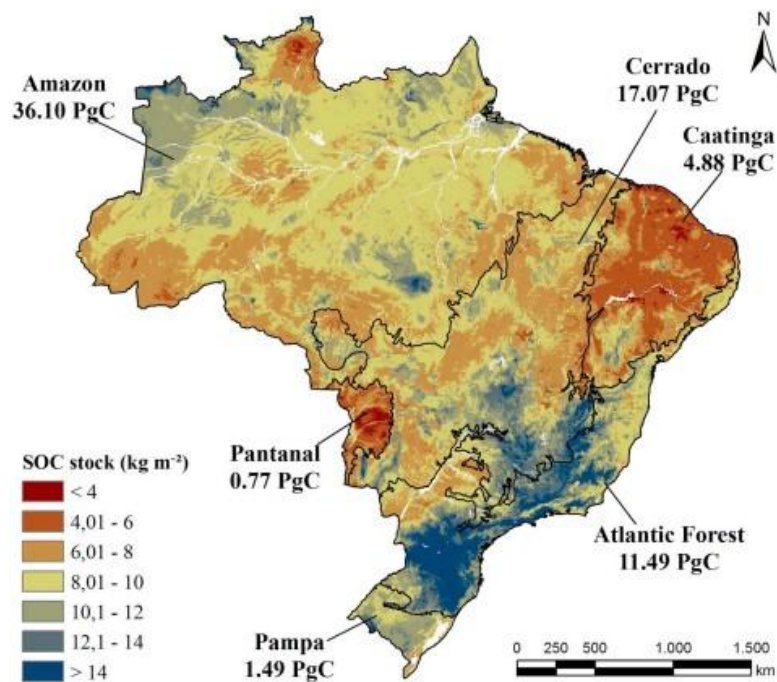 N
Amazon
36.10 PgC
Cerrado
17.07 PgC
Caatinga
4.88 PgC
Pantanal
0.77 PgC
Atlantic Forest
11.49 PgC
Pampa
1.49 PgC
SOC stock (kg m⁻²)
< 4
4,01 - 6
6,01 - 8
8,01 - 10
10,1 - 12
12,1 - 14
> 14
0 250 500 1.000 1.500
km